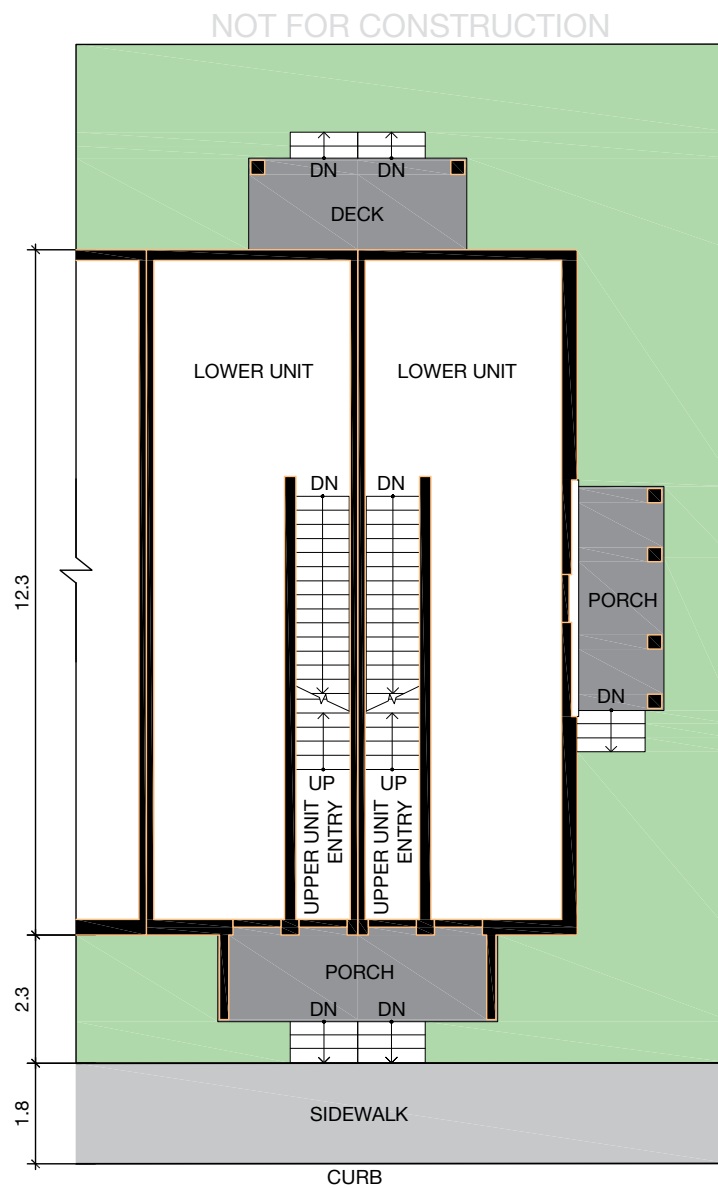 NOT FOR CONSTRUCTION
DN DN
DECK
LOWER UNIT LOWER UNIT
DN DN
12.3
PORCH
DN
UP UP
UPPER UNIT
ENTRY
UPPER UNIT
ENTRY
PORCH
2.3
DN DN
1.8
SIDEWALK
CURB